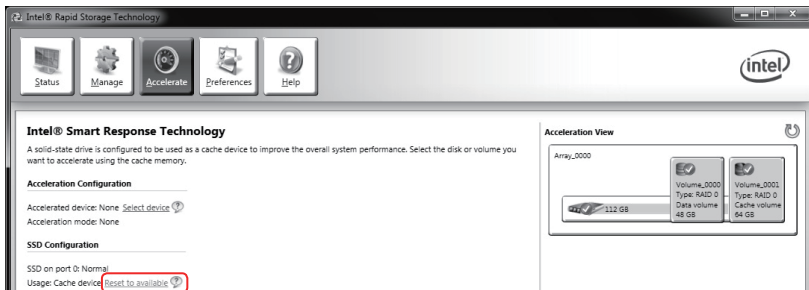 Intel® Rapid Storage Technology
Status
Manage
Accelerate
Preferences
Help
intel
Intel® Smart Response Technology
A solid-state drive is configured to be used as a cache device to improve the overall system performance. Select the disk or volume you
want to accelerate using the cache memory.
Acceleration Configuration
Accelerated device: None Select device
Acceleration mode: None
SSD Configuration
SSD on port 0: Normal
Usage: Cache device Reset to available
Acceleration View
Array_0000
112 GB
Volume_0000
Type: RAID 0
Data volume
48 GB
Volume_0001
Type: RAID 0
Cache volume
64 GB